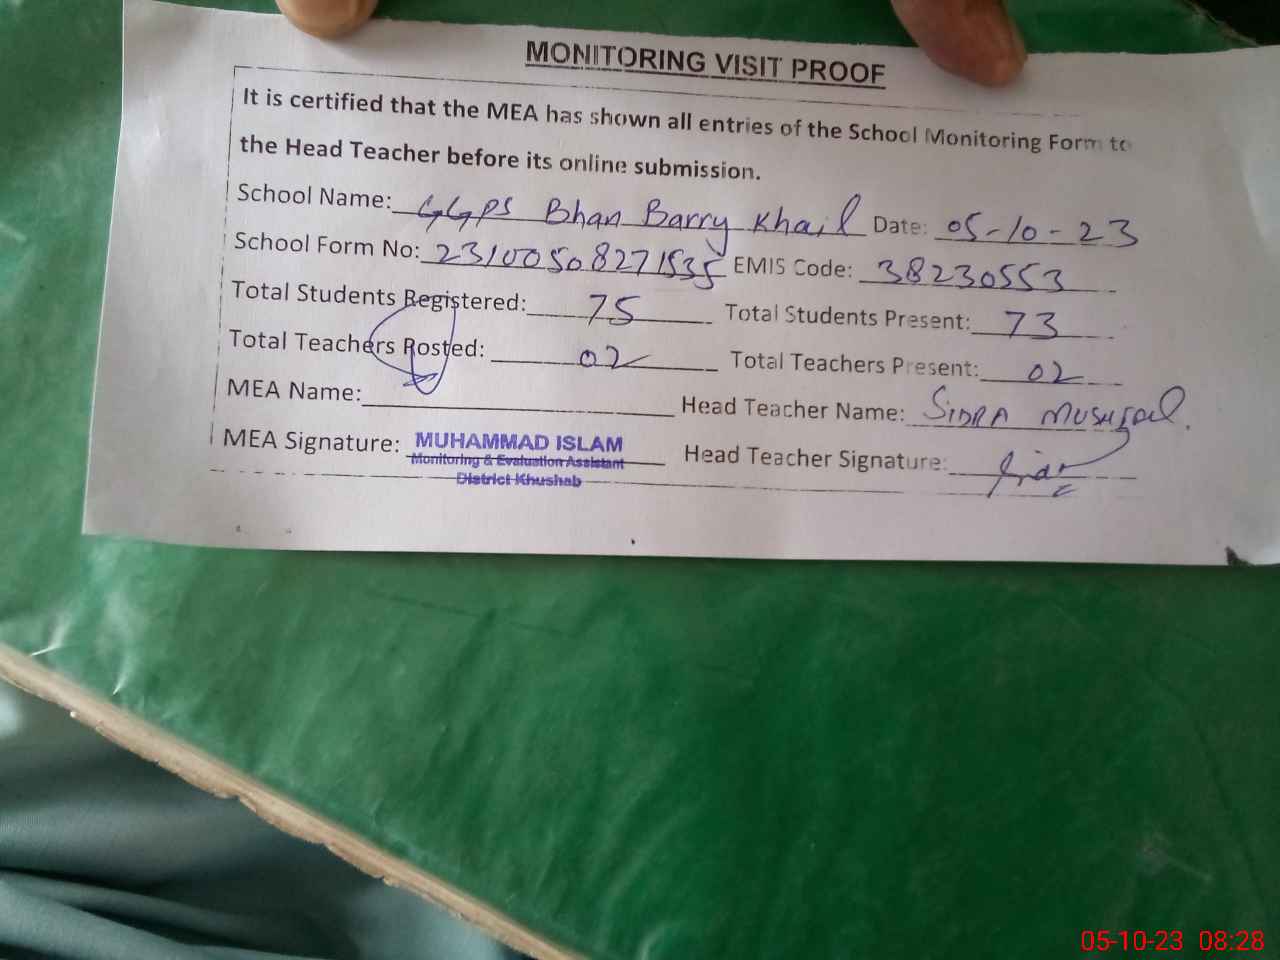 MONITORING VISIT PROOF
It is certified that the MEA has shown all entries of the School Monitoring Form to
the Head Teacher before its online submission.
School Name: GGPS Bhan Barry Khail Date: 05-10-23
School Form No: 23100508271535 EMIS Code: 38230553
Total Students Registered: 75 Total Students Present: 73
Total Teachers Posted: 02 Total Teachers Present: 02
MEA Name: Head Teacher Name: SIDRA
MEA Signature: MUHAMMAD ISLAM Head Teacher Signature:
Monitoring & Evaluation Assistant
District Khushab
05-10-23 08:28